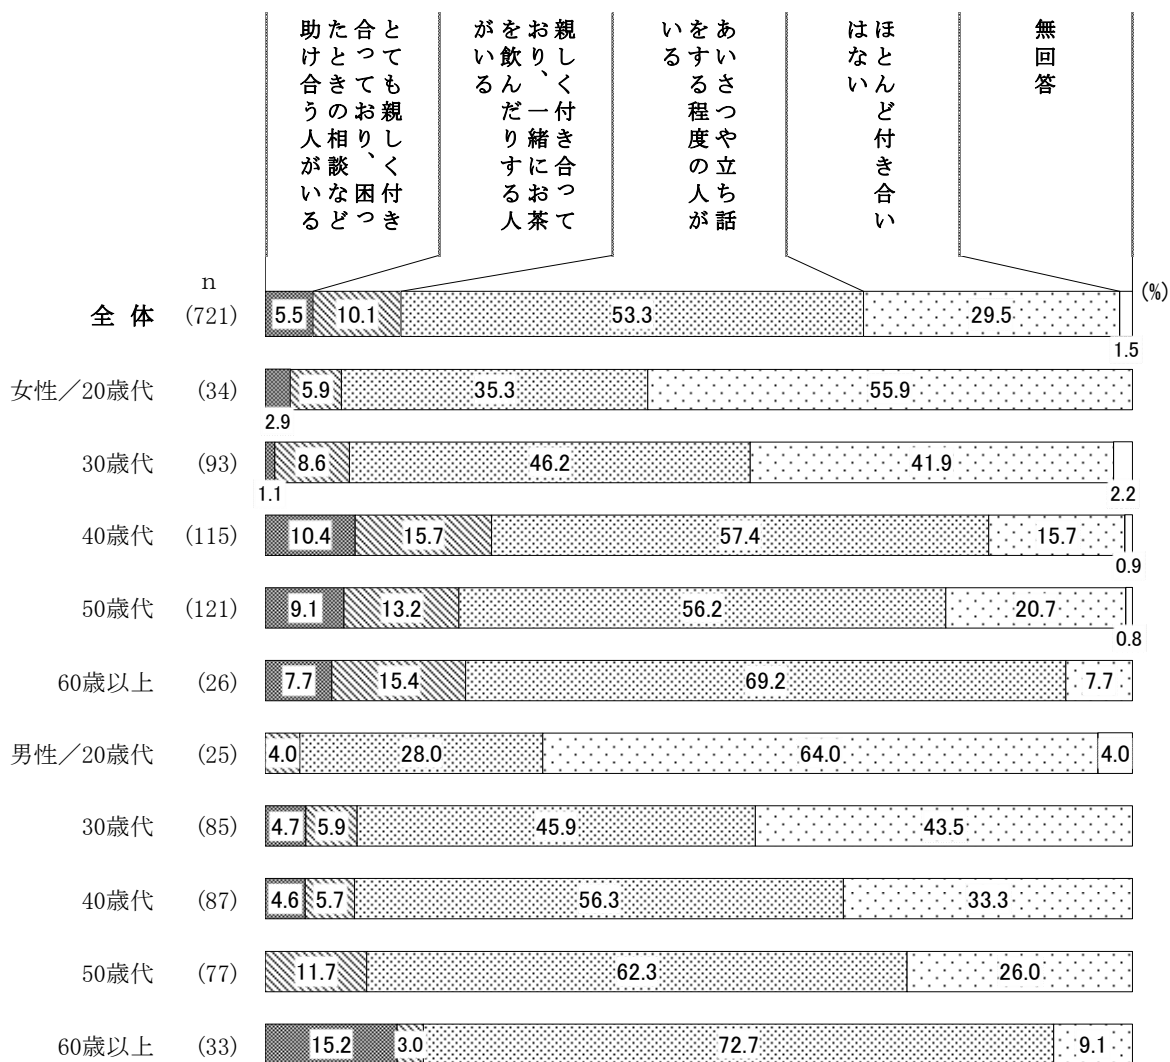 とても親しく付き
合っており、困っ
たときの相談など
助け合う人がいる
親しく付き合って
おり、一緒にお茶
を飲んだりする人
がいる
あいさつや立ち話
をする程度の人が
いる
ほとんど付き合い
はない
無回答
n
(%)
全 体 (721) 5.5 10.1 53.3 29.5
1.5
女性／20歳代 (34) 5.9 35.3 55.9
2.9
30歳代 (93) 8.6 46.2 41.9
1.1 2.2
40歳代 (115) 10.4 15.7 57.4 15.7
0.9
50歳代 (121) 9.1 13.2 56.2 20.7
0.8
60歳以上 (26) 7.7 15.4 69.2 7.7
男性／20歳代 (25) 4.0 28.0 64.0 4.0
30歳代 (85) 4.7 5.9 45.9 43.5
40歳代 (87) 4.6 5.7 56.3 33.3
50歳代 (77) 11.7 62.3 26.0
60歳以上 (33) 15.2 3.0 72.7 9.1